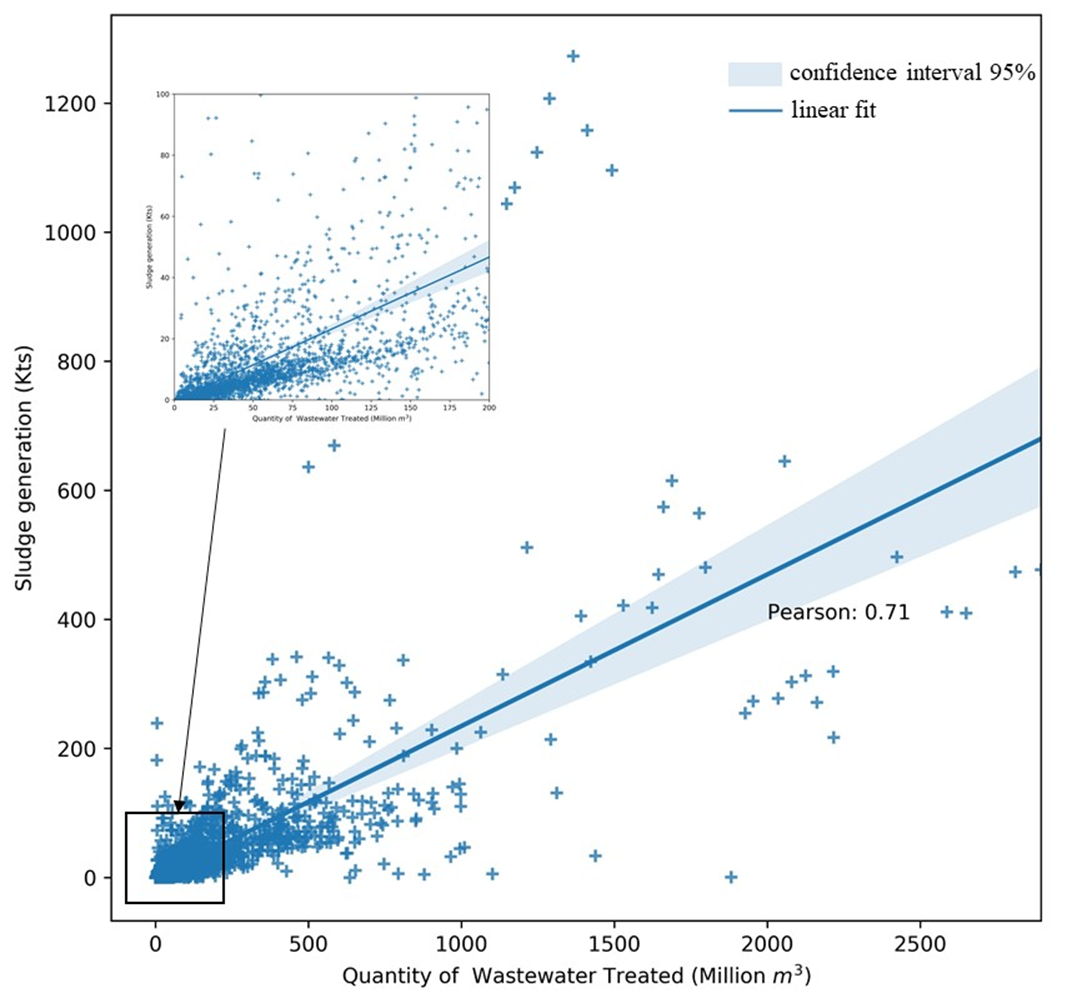 confidence interval 95%
linear fit
1200
1000
800
600
400
200
0
Sludge generation (Kts)
100
80
60
40
20
0
Sludge generation (Kts)
0 25 50 75 100 125 150 175 200
Quantity of Wastewater Treated (Million m³)
Pearson: 0.71
0 500 1000 1500 2000 2500
Quantity of Wastewater Treated (Million m³)